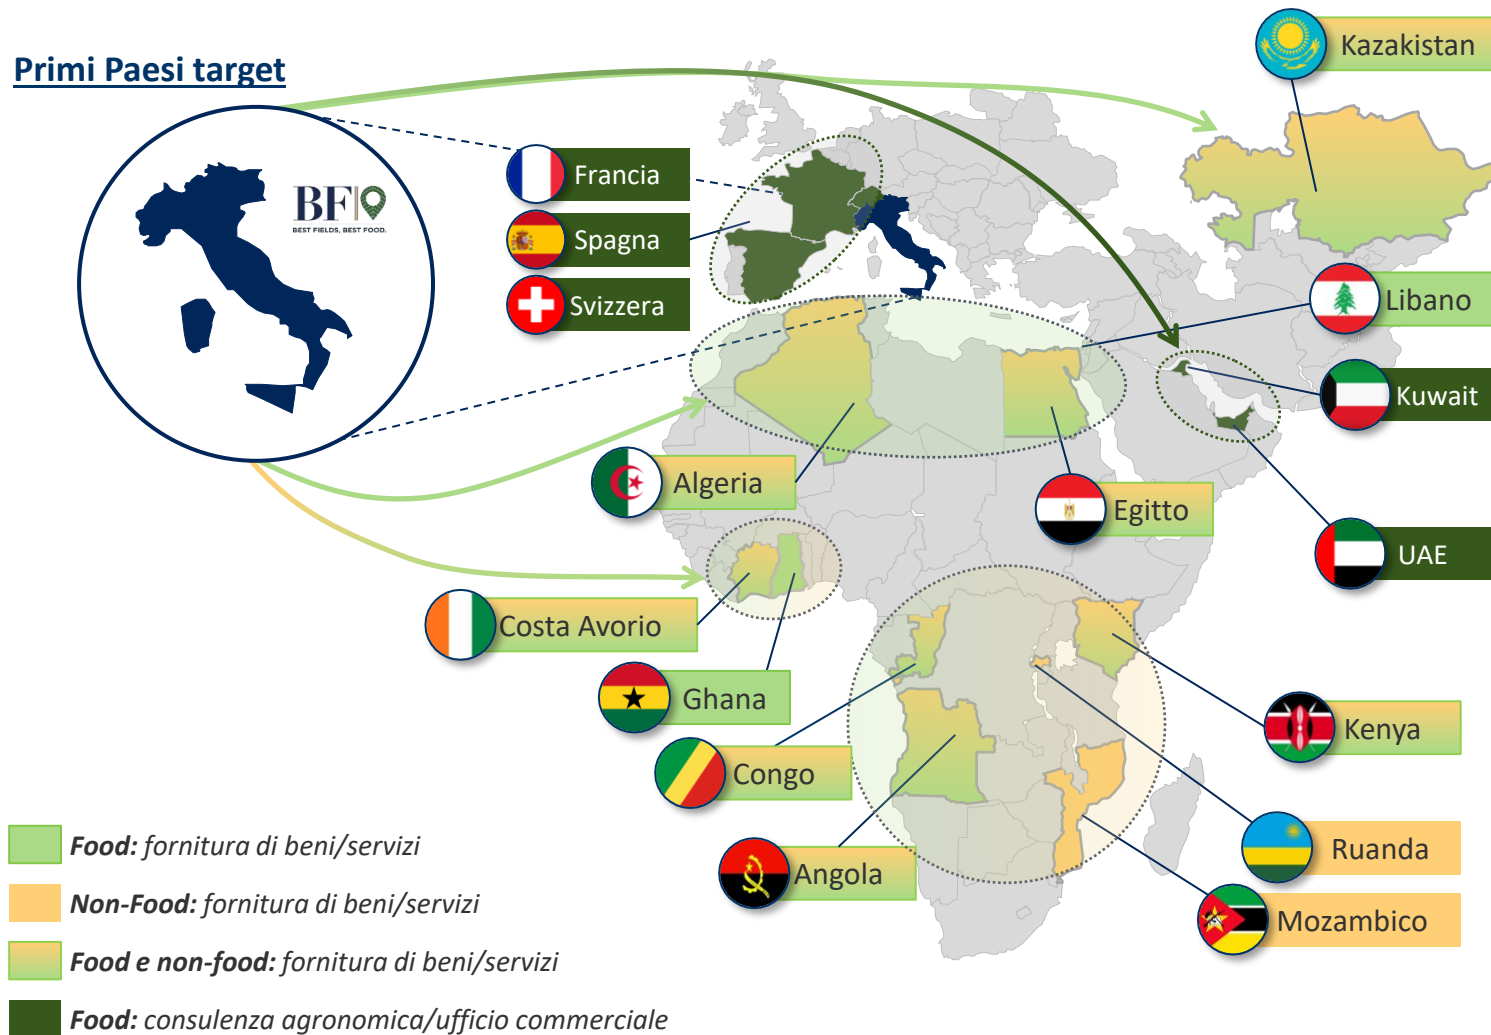 Primi Paesi target
Kazakistan
BF
BEST FIELDS, BEST FOOD.
Francia
Spagna
Svizzera
Libano
Kuwait
Algeria
Egitto
UAE
Costa Avorio
Ghana
Congo
Kenya
Angola
Ruanda
Mozambico
Food: fornitura di beni/servizi
Non-Food: fornitura di beni/servizi
Food e non-food: fornitura di beni/servizi
Food: consulenza agronomica/ufficio commerciale